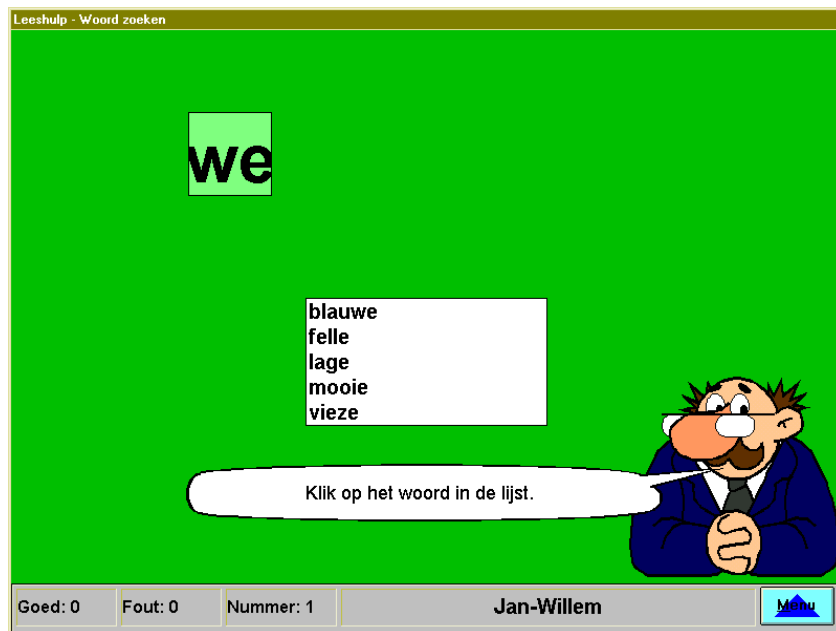 Leeshulp - Woord zoeken
we
blauwe
felle
lage
mooie
vieze
Klik op het woord in de lijst.
Goed: 0 Fout: 0 Nummer: 1 Jan-Willem Menu